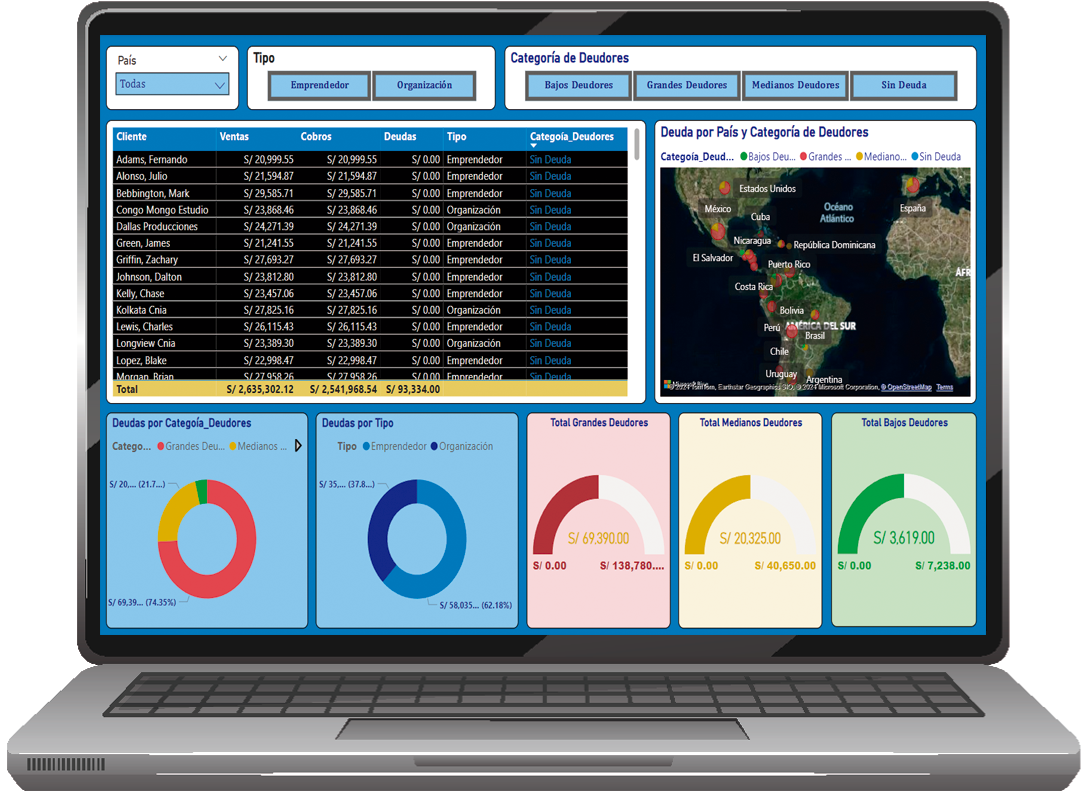 País
Todas
Tipo
Emprendedor Organización
Categoría de Deudores
Bajos Deudores Grandes Deudores Medianos Deudores Sin Deuda
Cliente Ventas Cobros Deudas Tipo Categoía_Deudores
Adams, Fernando S/ 20,999.55 S/ 20,999.55 S/ 0.00 Emprendedor Sin Deuda
Alonso, Julio S/ 21,594.87 S/ 21,594.87 S/ 0.00 Emprendedor Sin Deuda
Bebbington, Mark S/ 29,585.71 S/ 29,585.71 S/ 0.00 Emprendedor Sin Deuda
Congo Mongo Estudio S/ 23,868.46 S/ 23,868.46 S/ 0.00 Organización Sin Deuda
Dallas Producciones S/ 24,271.39 S/ 24,271.39 S/ 0.00 Organización Sin Deuda
Green, James S/ 21,241.55 S/ 21,241.55 S/ 0.00 Emprendedor Sin Deuda
Griffin, Zachary S/ 27,693.27 S/ 27,693.27 S/ 0.00 Emprendedor Sin Deuda
Johnson, Dalton S/ 23,812.80 S/ 23,812.80 S/ 0.00 Emprendedor Sin Deuda
Kelly, Chase S/ 23,457.06 S/ 23,457.06 S/ 0.00 Emprendedor Sin Deuda
Kolkata Cnia S/ 27,825.16 S/ 27,825.16 S/ 0.00 Organización Sin Deuda
Lewis, Charles S/ 26,115.43 S/ 26,115.43 S/ 0.00 Emprendedor Sin Deuda
Longview Cnia S/ 23,389.30 S/ 23,389.30 S/ 0.00 Organización Sin Deuda
Lopez, Blake S/ 22,998.47 S/ 22,998.47 S/ 0.00 Emprendedor Sin Deuda
Morgan, Brian S/ 27,958.26 S/ 27,958.26 S/ 0.00 Emprendedor Sin Deuda
Total S/ 2,635,302.12 S/ 2,541,968.54 S/ 93,334.00
Deuda por País y Categoría de Deudores
Categoía_Deud... Bajos Deu... Grandes ... Mediano... Sin Deuda
Estados Unidos
México
Océano
Atlántico
España
Cuba
Nicaragua
República Dominicana
El Salvador
Puerto Rico
ÁFR
Costa Rica
Bolivia
Perú
AMÉRICA DEL SUR
Brasil
Chile
Uruguay
Argentina
© 2024 TomTom, Earthstar Geographics SIO, © 2024 Microsoft Corporation, © OpenStreetMap Terms
Deudas por Categoía_Deudores
Catego... Grandes Deu... Medianos ...
S/ 20,... (21.7...)
S/ 69,39... (74.35%)
Deudas por Tipo
Tipo Emprendedor Organización
S/ 35,... (37.8...)
S/ 58,035... (62.18%)
Total Grandes Deudores
S/ 69,390.00
S/ 0.00 S/ 138,780....
Total Medianos Deudores
S/ 20,325.00
S/ 0.00 S/ 40,650.00
Total Bajos Deudores
S/ 3,619.00
S/ 0.00 S/ 7,238.00